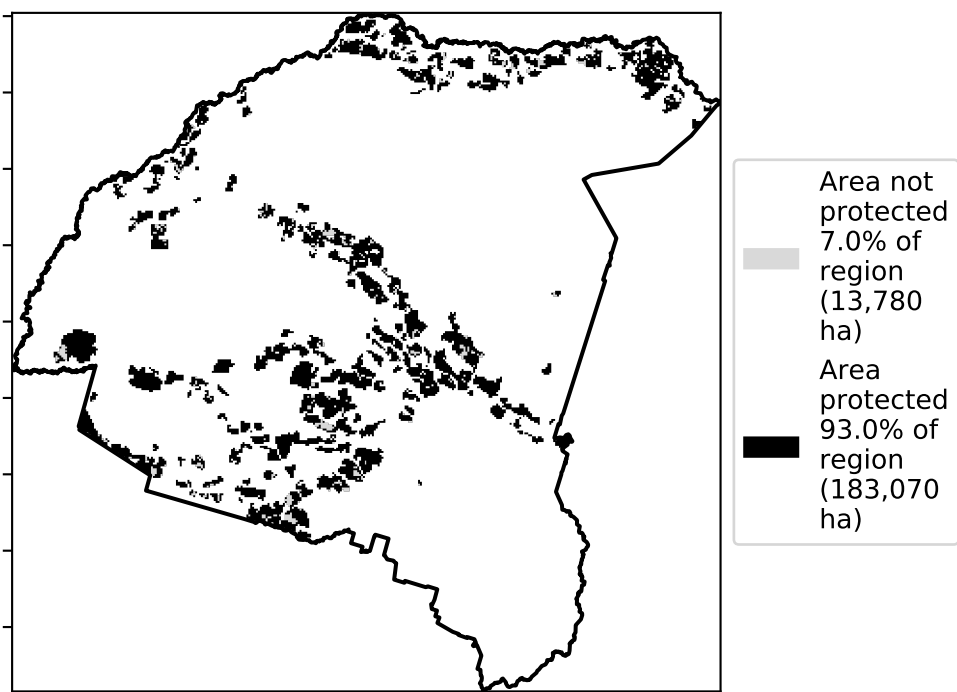 Area not
protected
7.0% of
region
(13,780
ha)
Area
protected
93.0% of
region
(183,070
ha)